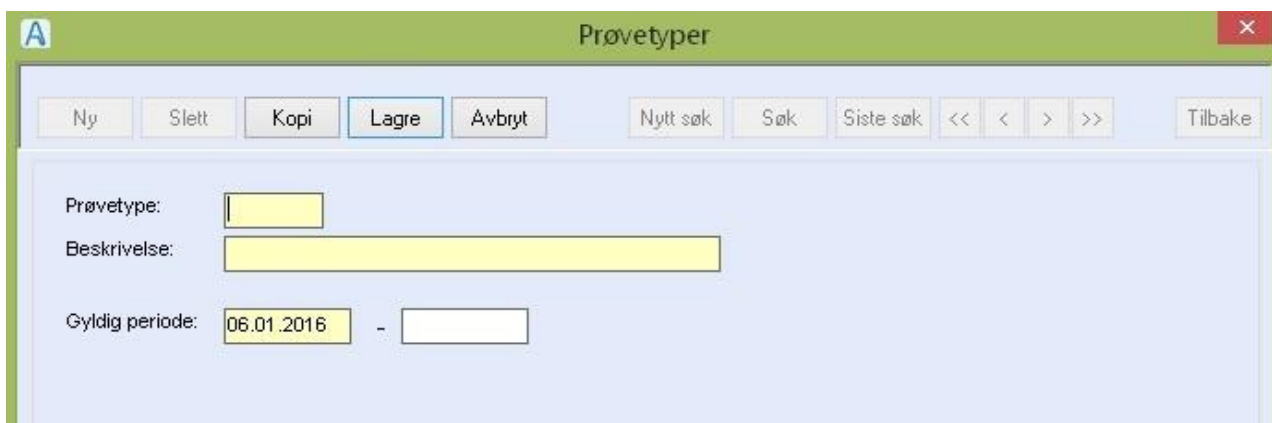 A Prøvetyper ×
Ny Slett Kopi Lagre Avbryt Nytt søk Søk Siste søk << < > >> Tilbake
Prøvetype:
Beskrivelse:
Gyldig periode: 06.01.2016 -